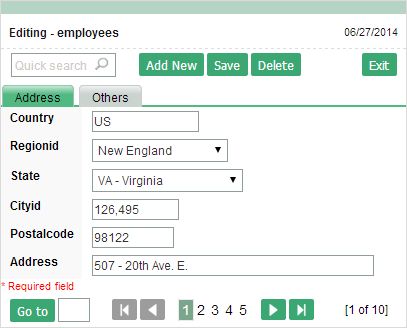 Editing - employees 06/27/2014
Quick search Add New Save Delete Exit
Address Others
Country US
Regionid New England
State VA - Virginia
Cityid 126,495
Postalcode 98122
Address 507 - 20th Ave. E.
* Required field
Go to 1 2 3 4 5 [1 of 10]